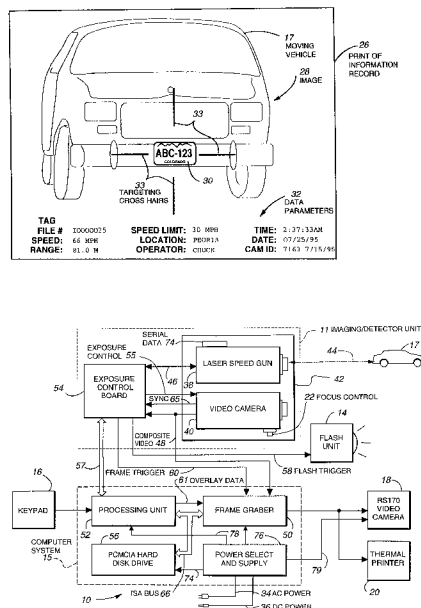 17
MOVING
VEHICLE
26
PRINT OF
INFORMATION
RECORD
28
IMAGE
33
ABC-123
COLORADO
33
TARGETING
CROSS HAIRS
30
32
DATA
PARAMETERS
TAG
FILE # I0000025
SPEED: 66 MPH
RANGE: 81.0 M
SPEED LIMIT: 30 MPH
LOCATION: PEORIA
OPERATOR: CHUCK
TIME: 2:37:33AM
DATE: 07/25/95
CAM ID: 7163 7/15/95
SERIAL
DATA 74
11 IMAGING/DETECTOR UNIT
EXPOSURE
CONTROL 55
54
EXPOSURE
CONTROL
BOARD
46
SYNC 65
38
LASER SPEED GUN
44
17
42
VIDEO CAMERA
40
22 FOCUS CONTROL
COMPOSITE
VIDEO 48
14
FLASH
UNIT
57
FRAME TRIGGER
60
58 FLASH TRIGGER
61 OVERLAY DATA
16
KEYPAD
PROCESSING UNIT
52
FRAME GRABER
50
18
RS170
VIDEO
CAMERA
COMPUTER
SYSTEM
15
56
PCMCIA HARD
DISK DRIVE
78
76
POWER SELECT
AND SUPPLY
79
THERMAL
PRINTER
20
74
10
ISA BUS 66
34 AC POWER
36 DC POWER